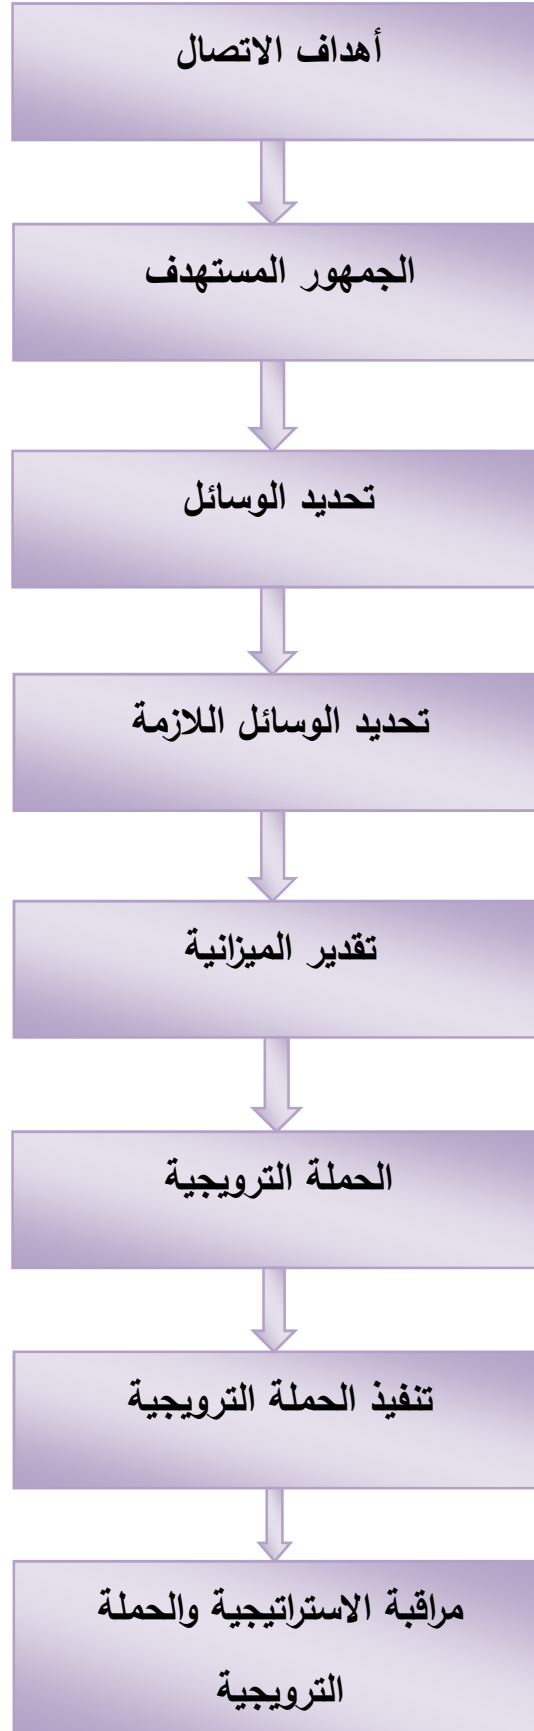 أهداف الاتصال
الجمهور المستهدف
تحديد الوسائل
تحديد الوسائل اللازمة
تقدير الميزانية
الحملة الترويجية
تنفيذ الحملة الترويجية
مراقبة الاستراتيجية والحملة
الترويجية